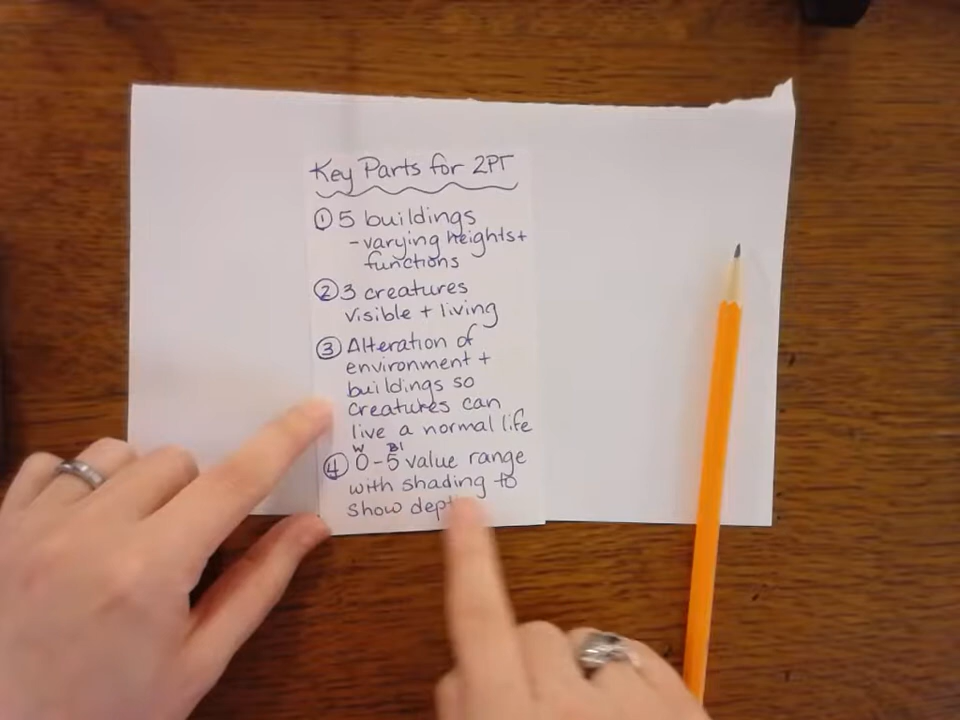 Key Parts for 2PT
① 5 buildings
- varying heights +
functions
② 3 creatures
visible + living
③ Alteration of
environment +
buildings so
creatures can
live a normal life
W Bl
④ 0-5 value range
with shading to
show